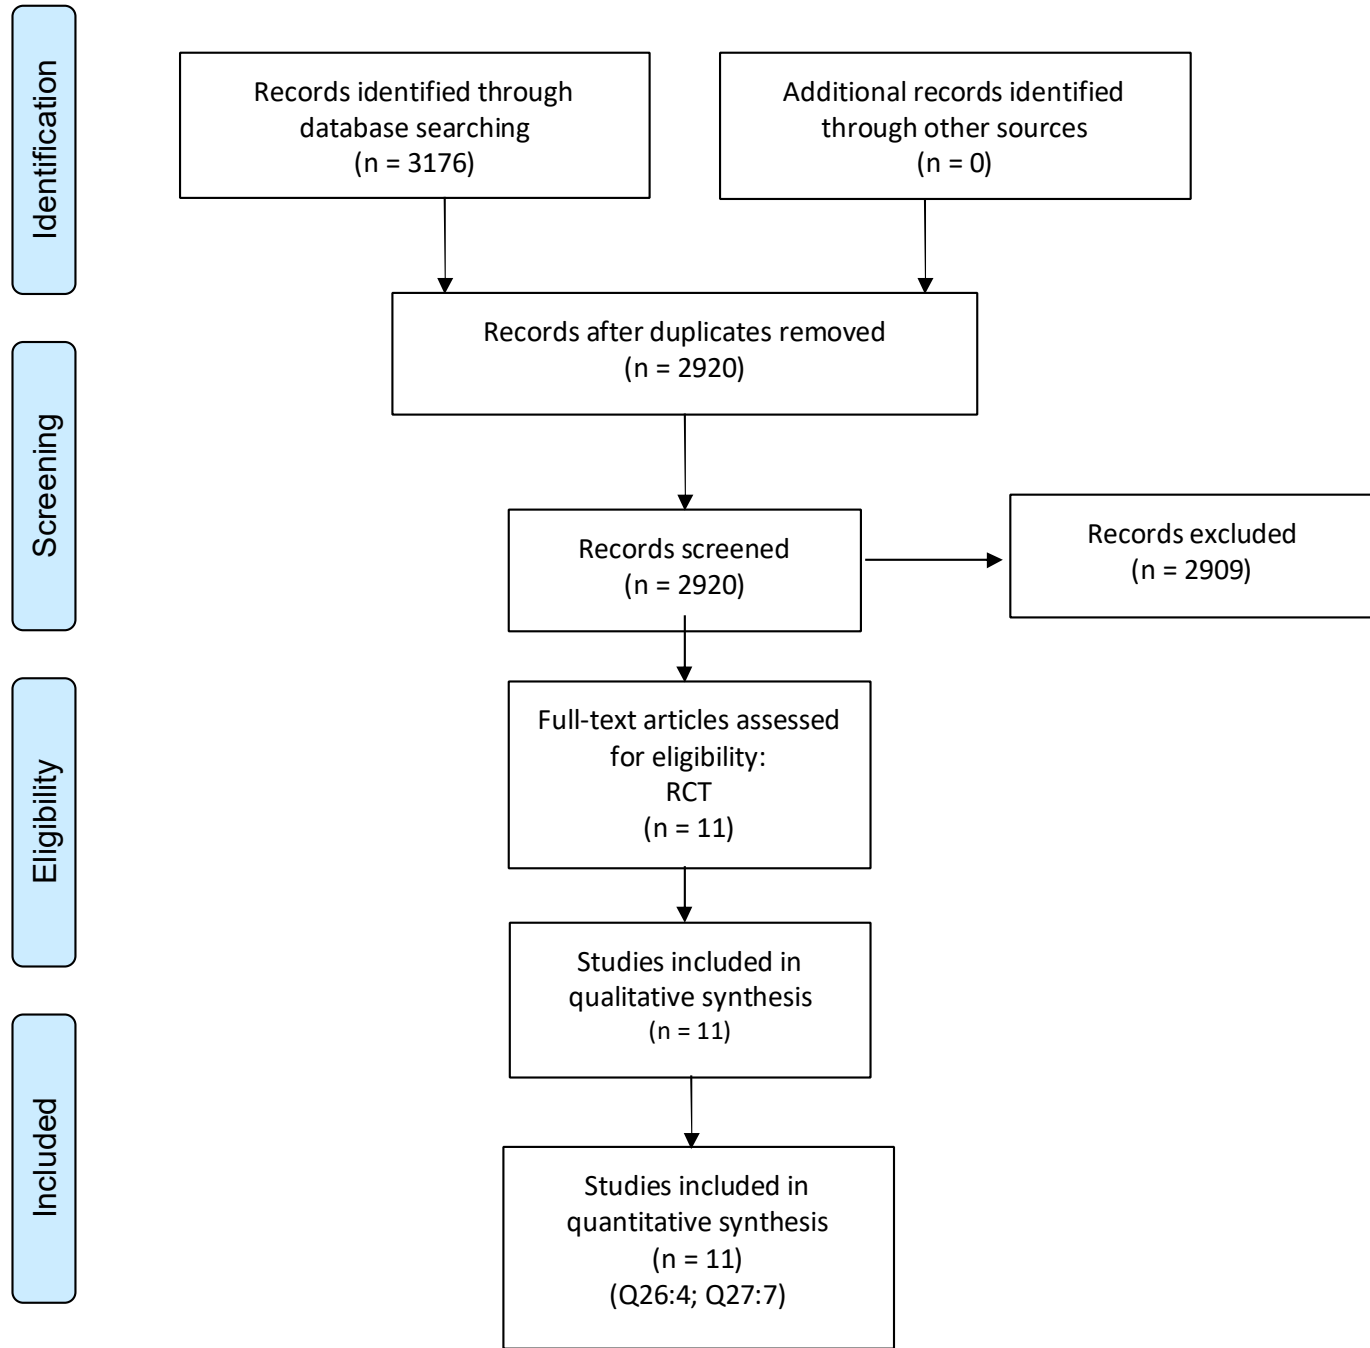 Identification
Records identified through
database searching
(n = 3176)
Additional records identified
through other sources
(n = 0)
Records after duplicates removed
(n = 2920)
Screening
Records screened
(n = 2920)
Records excluded
(n = 2909)
Eligibility
Full-text articles assessed
for eligibility:
RCT
(n = 11)
Studies included in
qualitative synthesis
(n = 11)
Included
Studies included in
quantitative synthesis
(n = 11)
(Q26:4; Q27:7)